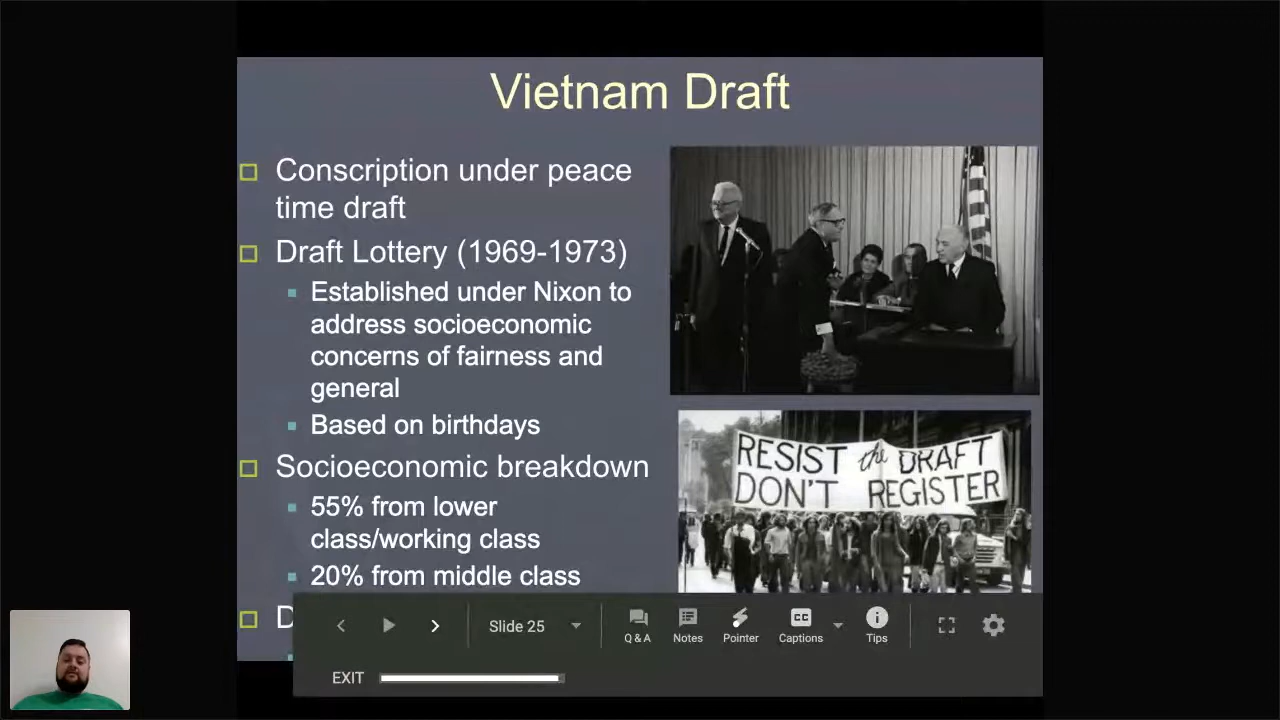 Vietnam Draft
Conscription under peace
time draft
Draft Lottery (1969-1973)
Established under Nixon to
address socioeconomic
concerns of fairness and
general
Based on birthdays
Socioeconomic breakdown
55% from lower
class/working class
20% from middle class
D
RESIST the DRAFT
DON'T REGISTER
Slide 25
Q & A
Notes
Pointer
CC
Captions
Tips
EXIT